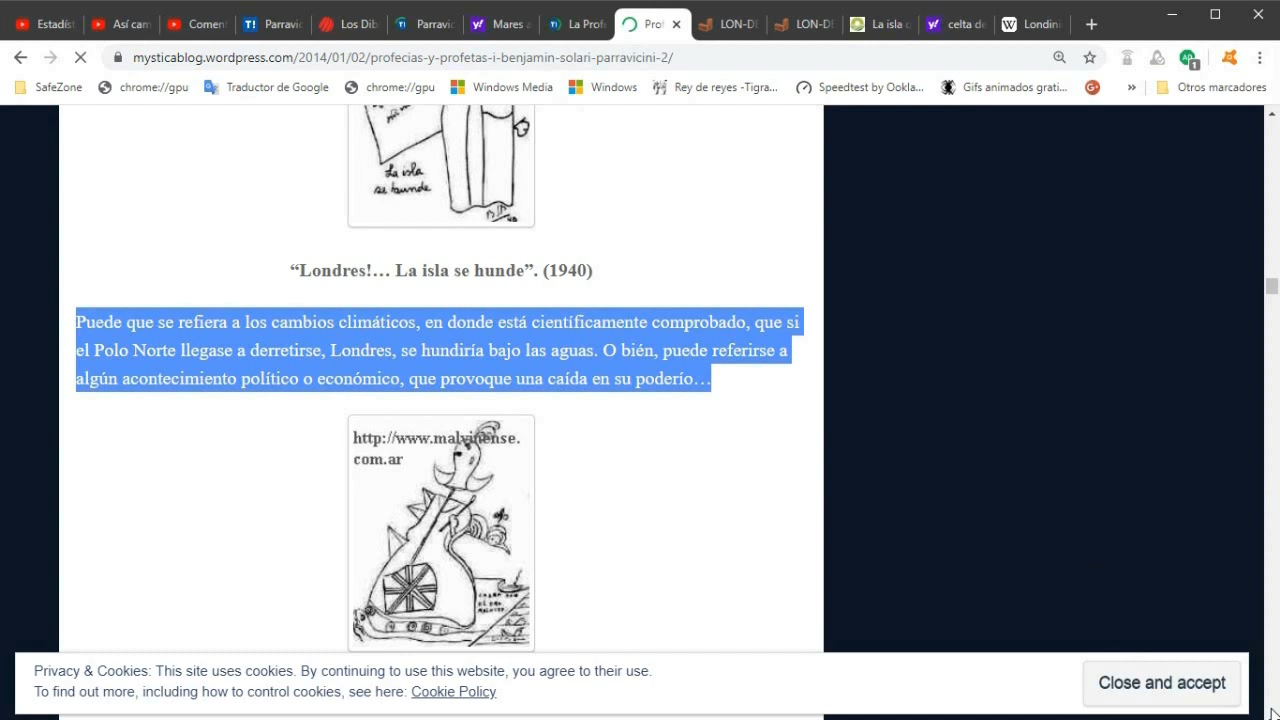 Estadís
Así cam
Coment
Parravic
Los Dib
Parravic
Mares a
La Profe
Prof
LON-DE
LON-DE
La isla q
celta de
Londini
mysticablog.wordpress.com/2014/01/02/profecias-y-profetas-i-benjamin-solari-parravicini-2/
SafeZone
chrome://gpu
Traductor de Google
chrome://gpu
Windows Media
Windows
Rey de reyes -Tigra...
Speedtest by Ookla...
Gifs animados grati...
Otros marcadores
La isla
se hunde
“Londres!… La isla se hunde”. (1940)
Puede que se refiera a los cambios climáticos, en donde está científicamente comprobado, que si
el Polo Norte llegase a derretirse, Londres, se hundiría bajo las aguas. O bién, puede referirse a
algún acontecimiento político o económico, que provoque una caída en su poderío…
http://www.malvinense.
com.ar
Privacy & Cookies: This site uses cookies. By continuing to use this website, you agree to their use.
To find out more, including how to control cookies, see here: Cookie Policy
Close and accept